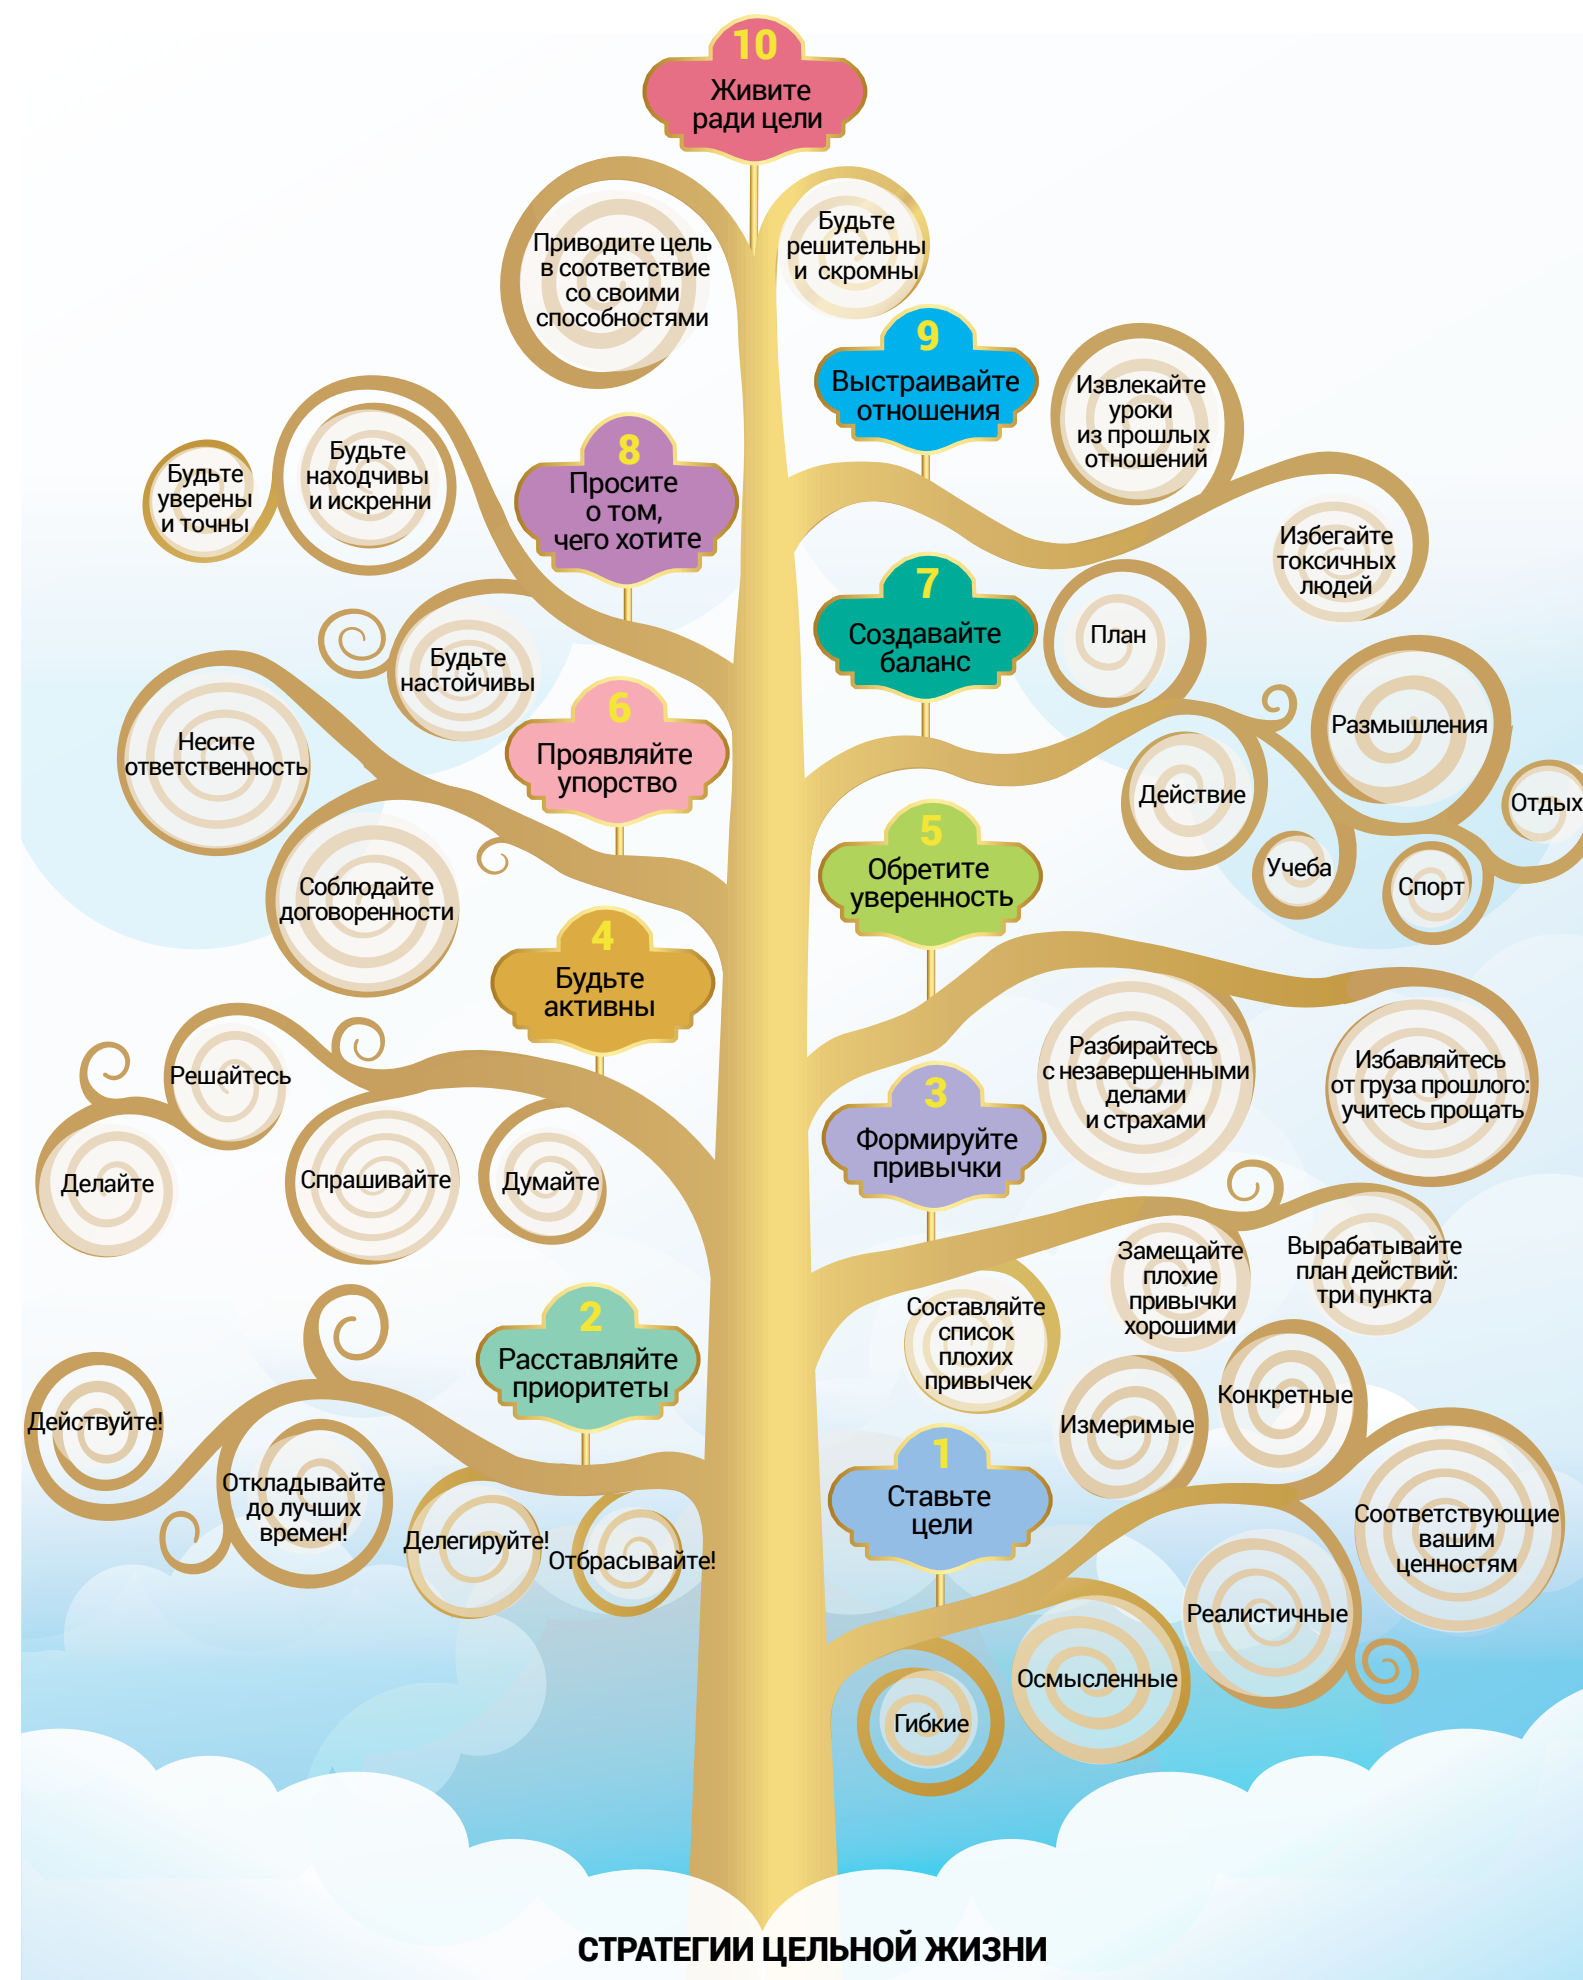 10
Живите
ради цели
Приводите цель
в соответствие
со своими
способностями
Будьте
решительны
и скромны
9
Выстраивайте
отношения
Извлекайте
уроки
из прошлых
отношений
Избегайте
токсичных
людей
8
Просите
о том,
чего хотите
Будьте
уверены
и точны
Будьте
находчивы
и искренни
Будьте
настойчивы
7
Создавайте
баланс
План
Действие
Размышления
Учеба
Спорт
Отдых
6
Проявляйте
упорство
Несите
ответственность
Соблюдайте
договоренности
5
Обретите
уверенность
Разбирайтесь
с незавершенными
делами
и страхами
Избавляйтесь
от груза прошлого:
учитесь прощать
4
Будьте
активны
Решайтесь
Делайте
Спрашивайте
Думайте
3
Формируйте
привычки
Составляйте
список
плохих
привычек
Замещайте
плохие
привычки
хорошими
Вырабатывайте
план действий:
три пункта
2
Расставляйте
приоритеты
Действуйте!
Откладывайте
до лучших
времен!
Делегируйте!
Отбрасывайте!
1
Ставьте
цели
Измеримые
Конкретные
Соответствующие
вашим
ценностям
Реалистичные
Осмысленные
Гибкие
СТРАТЕГИИ ЦЕЛЬНОЙ ЖИЗНИ